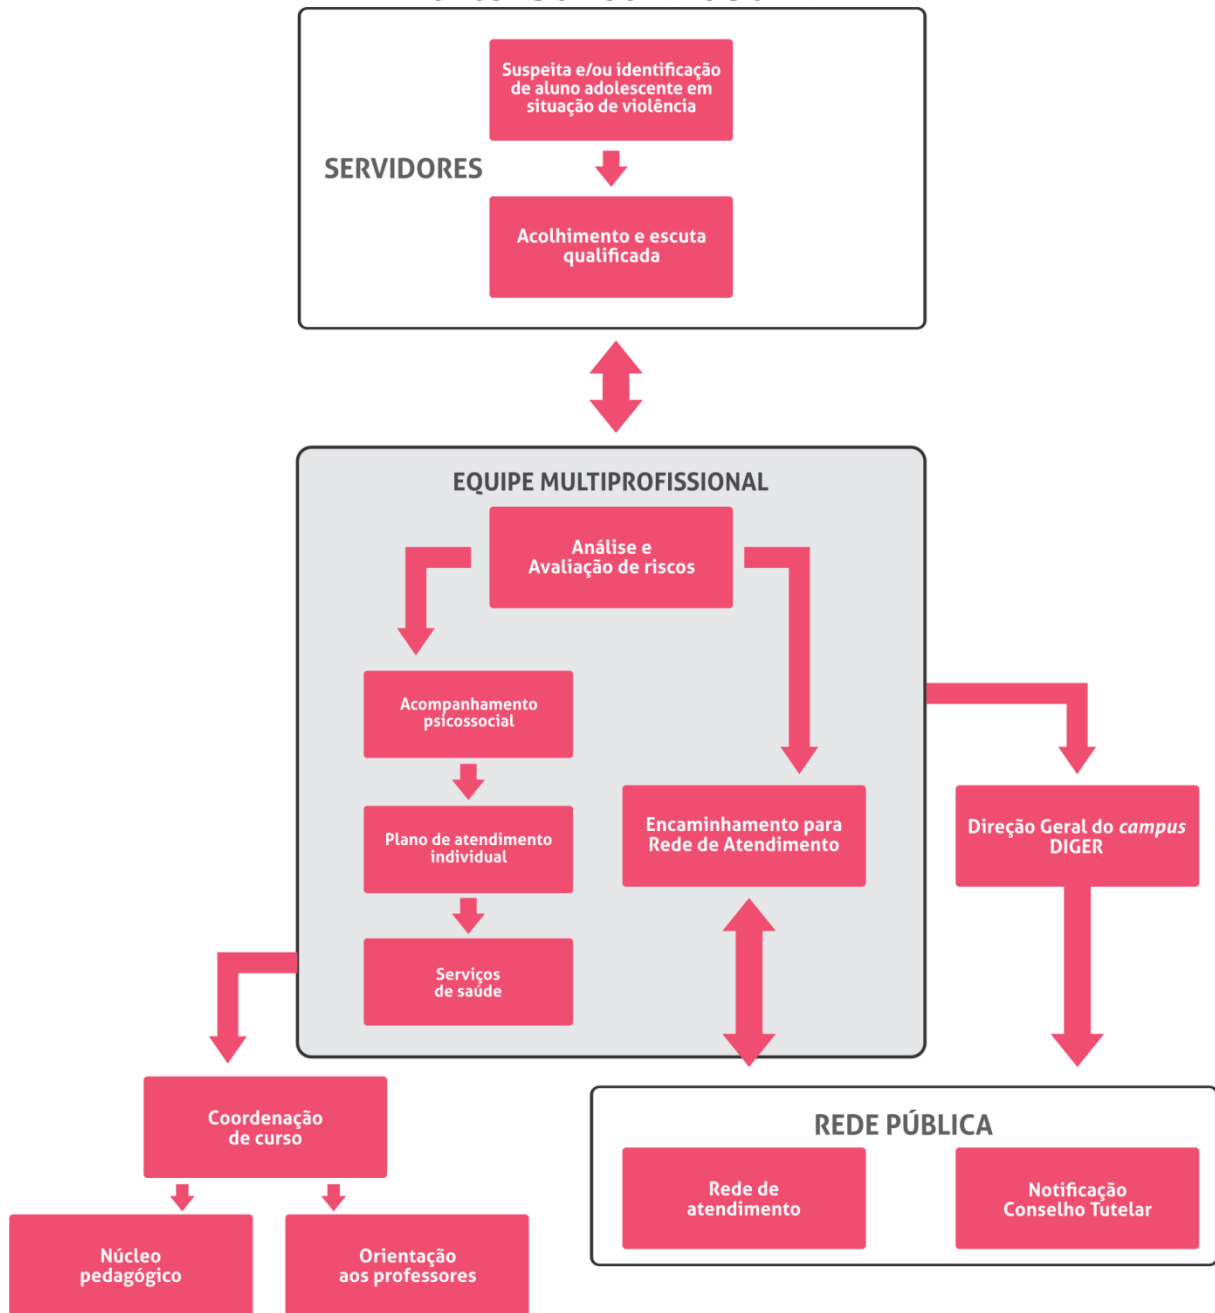 Suspeita e/ou identificação
de aluno adolescente em
situação de violência
SERVIDORES
Acolhimento e escuta
qualificada
EQUIPE MULTIPROFISSIONAL
Análise e
Avaliação de riscos
Acompanhamento
psicossocial
Plano de atendimento
individual
Serviços
de saúde
Encaminhamento para
Rede de Atendimento
Direção Geral do campus
DIGER
Coordenação
de curso
Núcleo
pedagógico
Orientação
aos professores
REDE PÚBLICA
Rede de
atendimento
Notificação
Conselho Tutelar